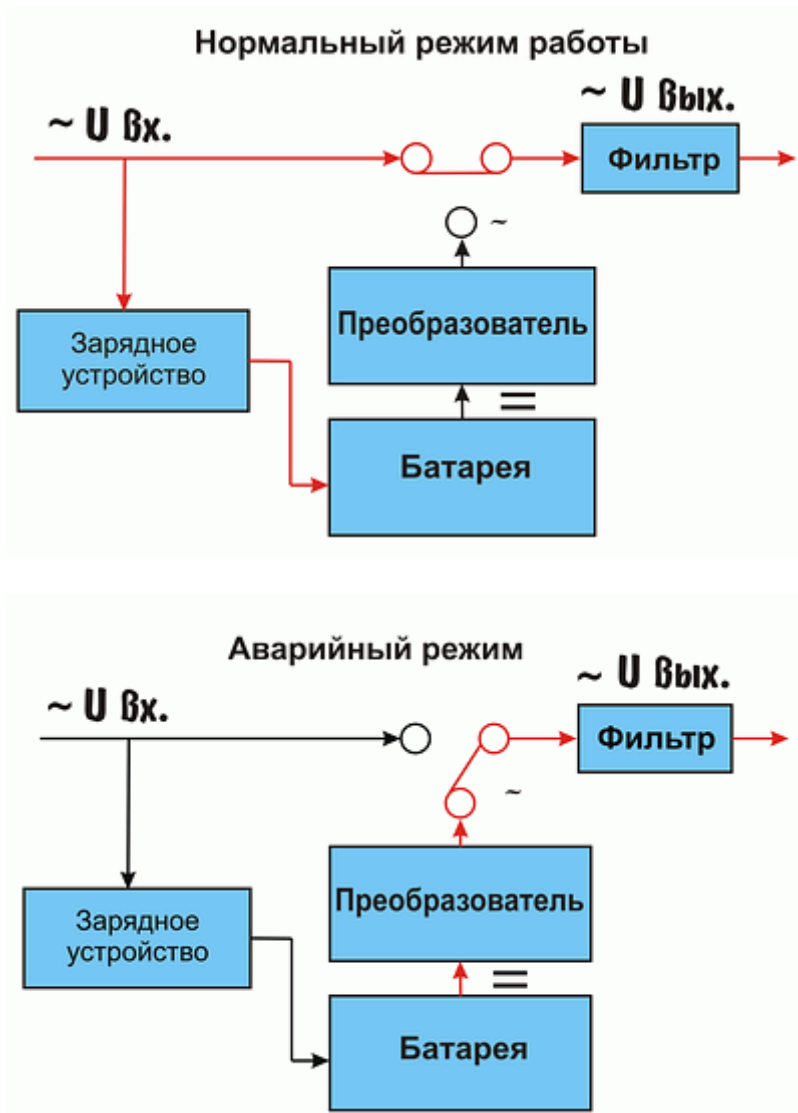 Нормальный режим работы
~ U вх.
~ U вых.
Фильтр
~
Преобразователь
Зарядное
устройство
=
Батарея
Аварийный режим
~ U вх.
~ U вых.
Фильтр
~
Преобразователь
Зарядное
устройство
=
Батарея